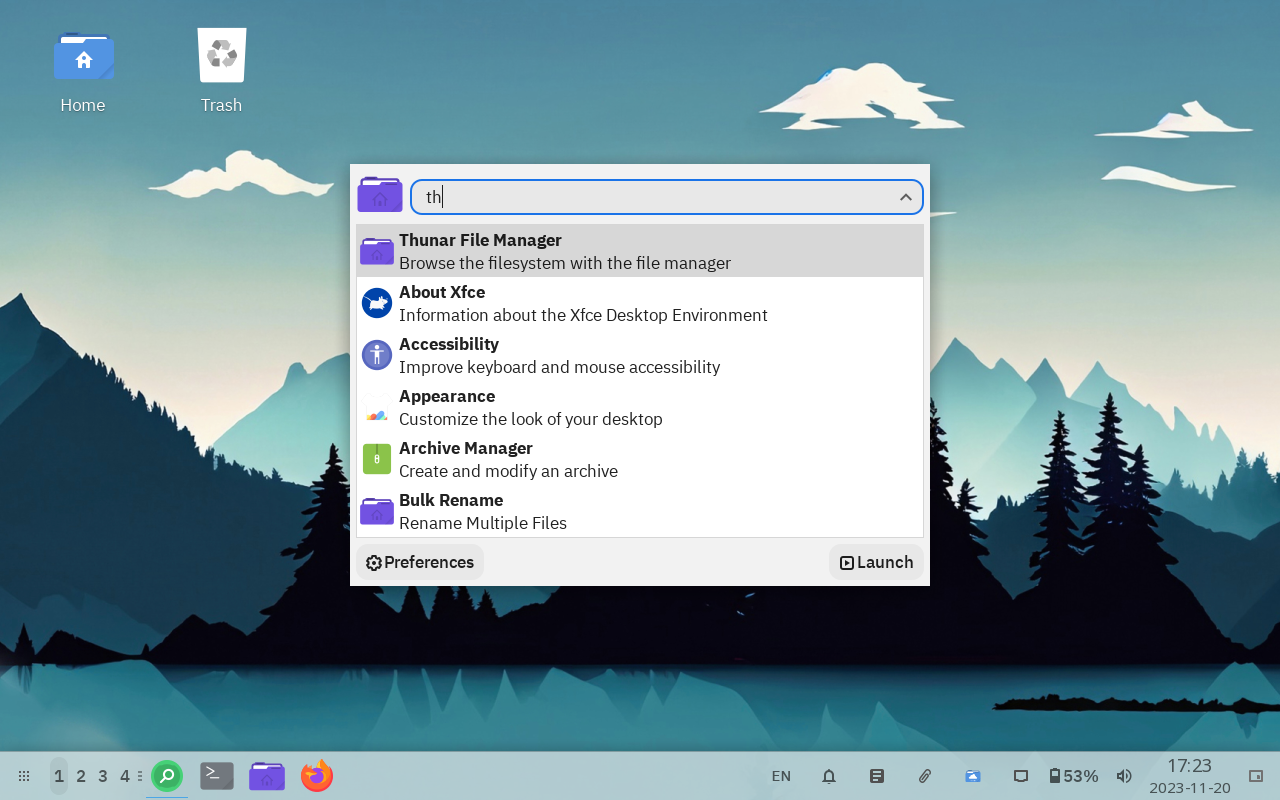 Home
Trash
th
Thunar File Manager
Browse the filesystem with the file manager
About Xfce
Information about the Xfce Desktop Environment
Accessibility
Improve keyboard and mouse accessibility
Appearance
Customize the look of your desktop
Archive Manager
Create and modify an archive
Bulk Rename
Rename Multiple Files
Preferences
Launch
1 2 3 4
EN
53%
17:23
2023-11-20